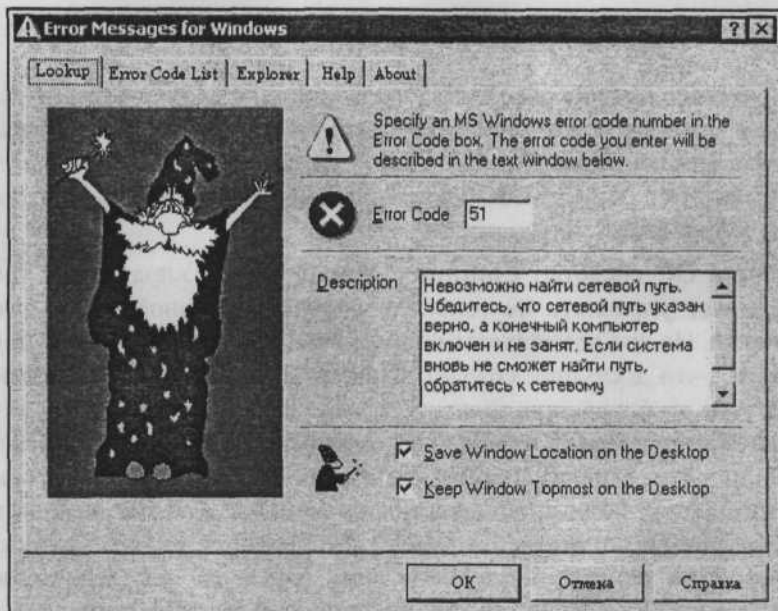 Error Messages for Windows
Lookup Error Code List Explorer Help About
Specify an MS Windows error code number in the
Error Code box. The error code you enter will be
described in the text window below.
Error Code 51
Description
Невозможно найти сетевой путь.
Убедитесь, что сетевой путь указан
верно, а конечный компьютер
включен и не занят. Если система
вновь не сможет найти путь,
обратитесь к сетевому
Save Window Location on the Desktop
Keep Window Topmost on the Desktop
OK Отмена Справка